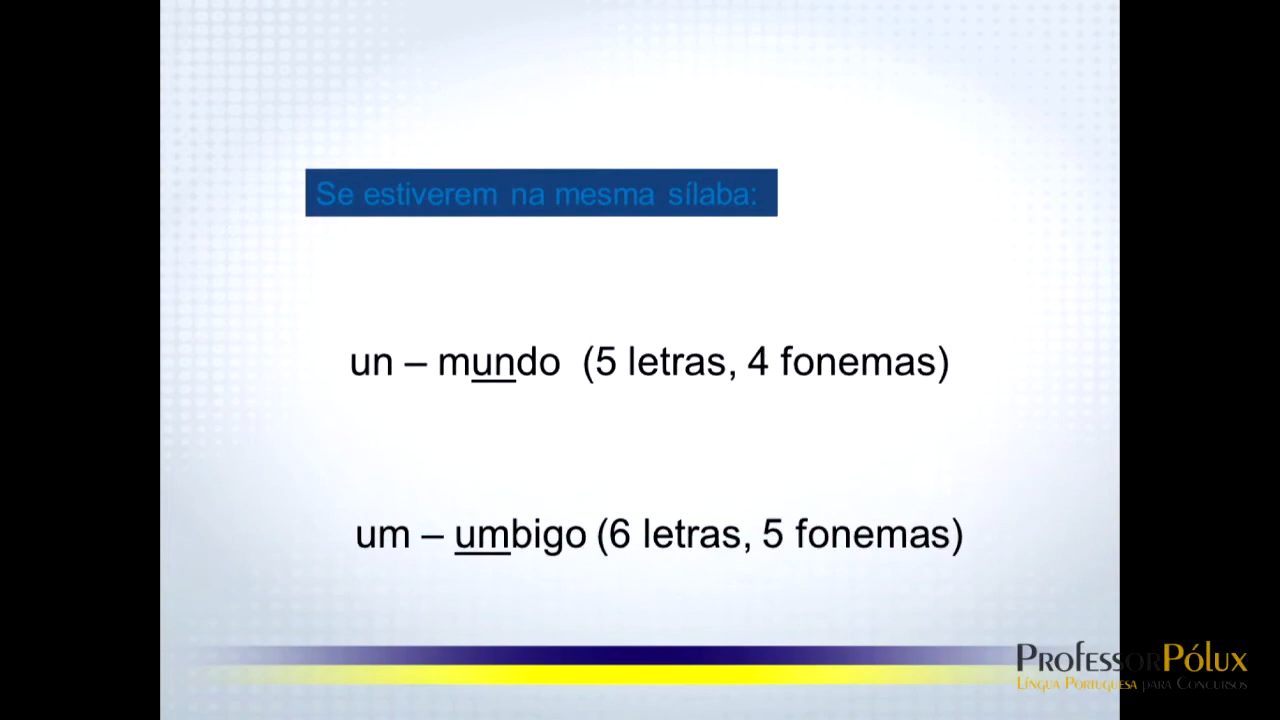 Se estiverem na mesma sílaba:
un – mundo (5 letras, 4 fonemas)
um – umbigo (6 letras, 5 fonemas)
PROFESSORPÓLUX
LÍNGUA PORTUGUESA PARA CONCURSOS